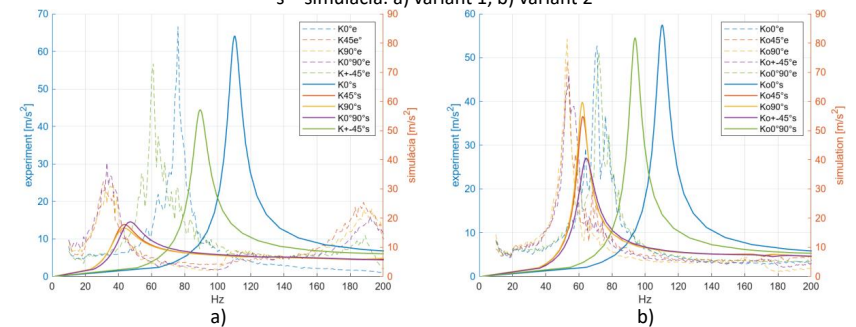 s – simulácia: a) variant 1, b) variant 2
70
60
50
40
30
20
10
0
experiment [m/s²]
90
80
70
60
50
40
30
20
10
0
simulácia [m/s²]
K0°e
K45e°
K90°e
K0°90°e
K+-45°e
K0°s
K45°s
K90°s
K0°90°s
K+-45°s
0 20 40 60 80 100 120 140 160 180 200
Hz
a)
60
50
40
30
20
10
0
experiment [m/s²]
90
80
70
60
50
40
30
20
10
0
simulation [m/s²]
Ko0°e
Ko45°e
Ko90°e
Ko+-45°e
Ko0°90°e
Ko0°s
Ko45°s
Ko90°s
Ko+-45°s
Ko0°90°s
0 20 40 60 80 100 120 140 160 180 200
Hz
b)